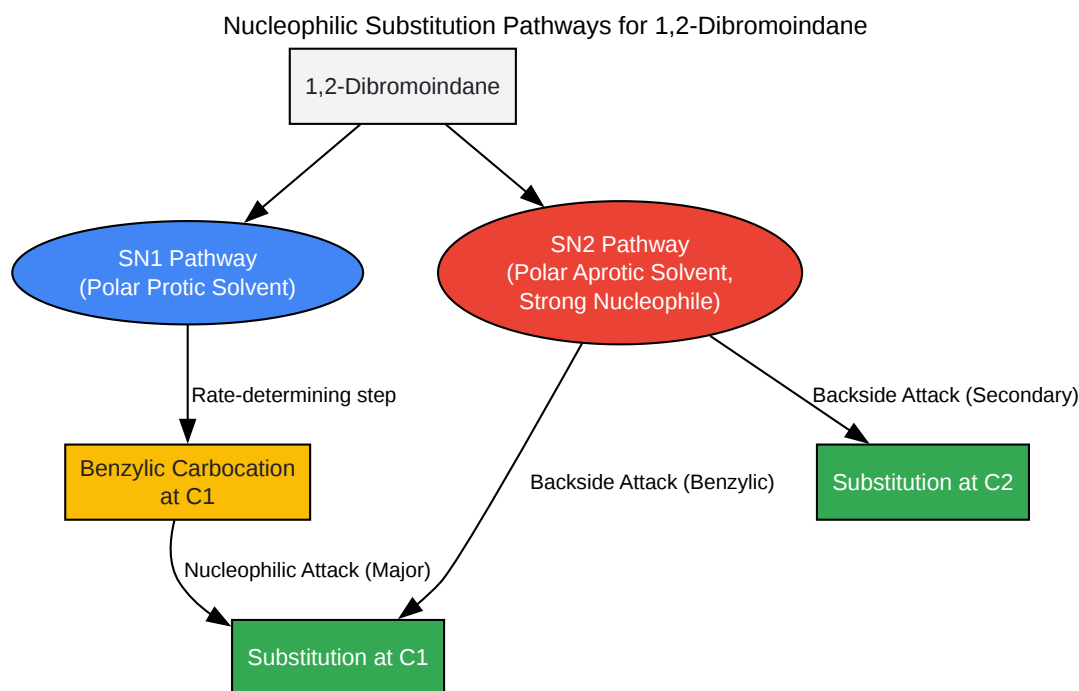 Nucleophilic Substitution Pathways for 1,2-Dibromoindane
1,2-Dibromoindane
SN1 Pathway
(Polar Protic Solvent)
SN2 Pathway
(Polar Aprotic Solvent,
Strong Nucleophile)
Rate-determining step
Backside Attack (Secondary)
Benzylic Carbocation
at C1
Backside Attack (Benzylic)
Substitution at C2
Nucleophilic Attack (Major)
Substitution at C1